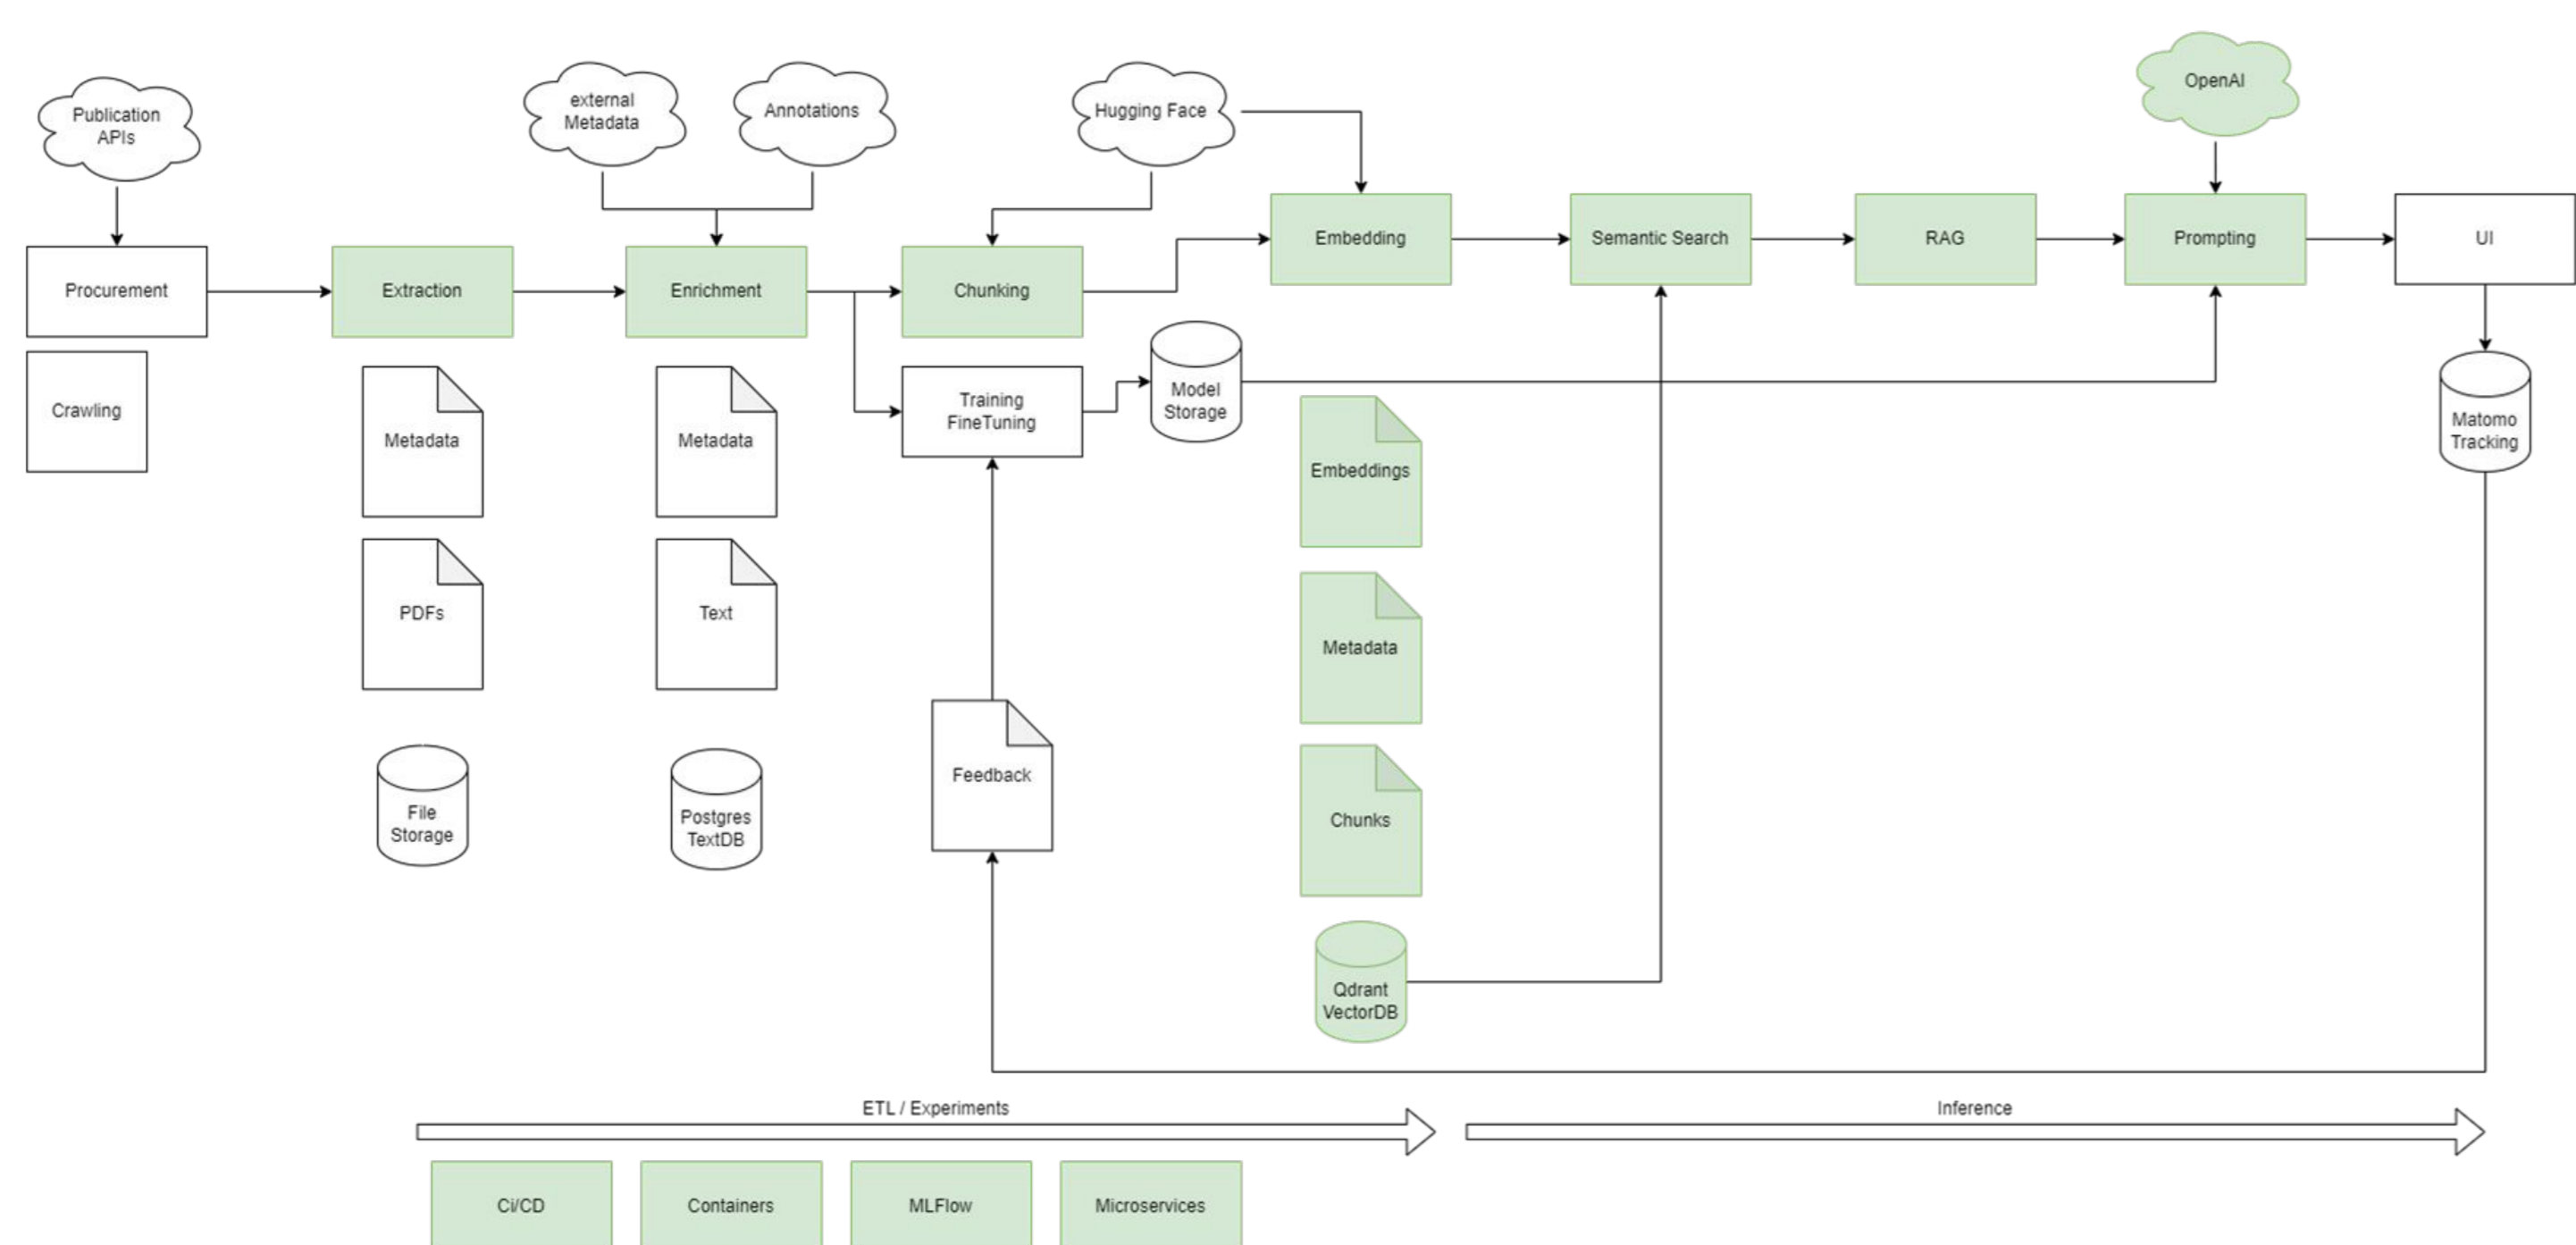 Publication
APIs
external
Metadata
Annotations
Hugging Face
OpenAI
Procurement
Extraction
Enrichment
Chunking
Embedding
Semantic Search
RAG
Prompting
UI
Crawling
Metadata
Metadata
Training
FineTuning
Model
Storage
Embeddings
Matomo
Tracking
PDFs
Text
Metadata
File
Storage
Postgres
TextDB
Feedback
Chunks
Qdrant
VectorDB
ETL / Experiments
Inference
Ci/CD
Containers
MLFlow
Microservices